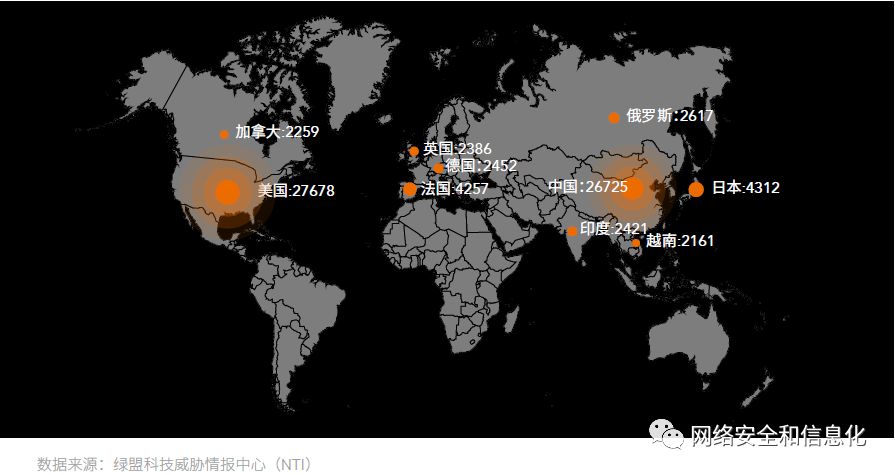 俄罗斯：2617
加拿大:2259
英国:2386
德国：2452
美国:27678
法国:4257
中国：26725
日本:4312
印度:2421
越南:2161
网络安全和信息化
数据来源：绿盟科技威胁情报中心（NTI）